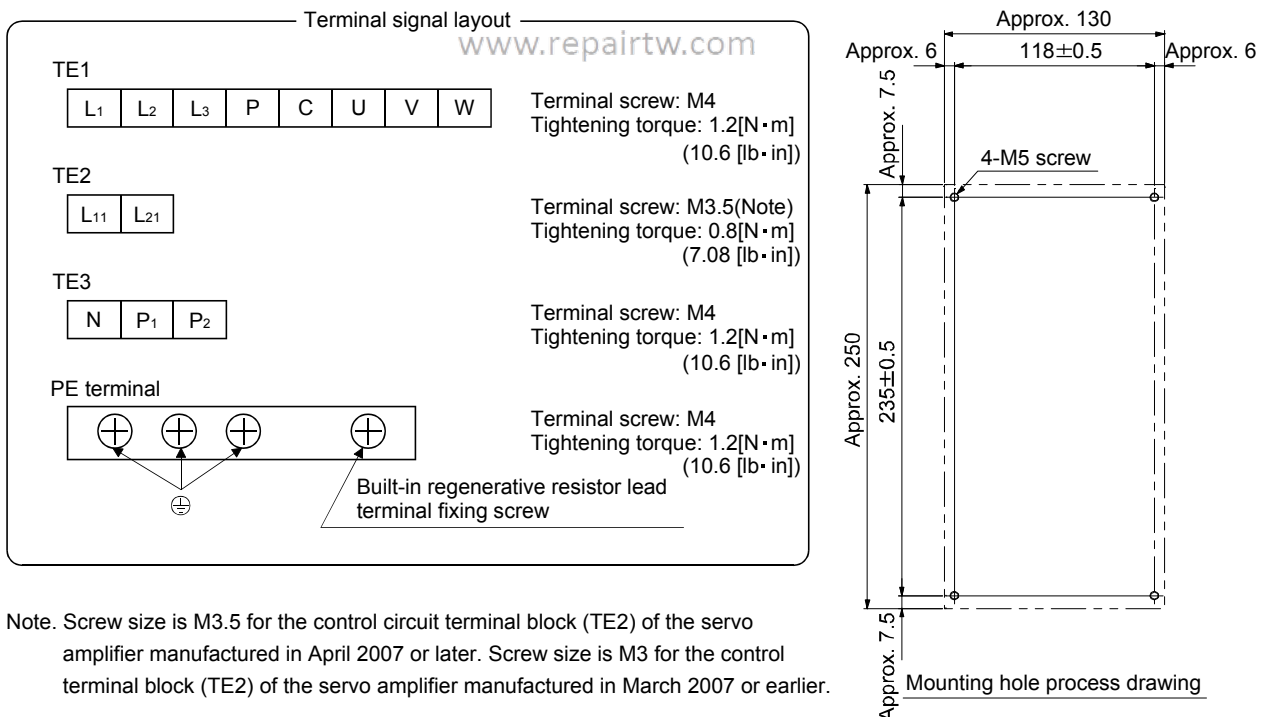 Terminal signal layout
www.repairtw.com
TE1
L1 L2 L3 P C U V W
Terminal screw: M4
Tightening torque: 1.2[N·m]
(10.6 [lb·in])
TE2
L11 L21
Terminal screw: M3.5(Note)
Tightening torque: 0.8[N·m]
(7.08 [lb·in])
TE3
N P1 P2
Terminal screw: M4
Tightening torque: 1.2[N·m]
(10.6 [lb·in])
PE terminal
Terminal screw: M4
Tightening torque: 1.2[N·m]
(10.6 [lb·in])
Built-in regenerative resistor lead
terminal fixing screw
Note. Screw size is M3.5 for the control circuit terminal block (TE2) of the servo
amplifier manufactured in April 2007 or later. Screw size is M3 for the control
terminal block (TE2) of the servo amplifier manufactured in March 2007 or earlier.
Approx. 130
Approx. 6 118±0.5 Approx. 6
Approx. 7.5
4-M5 screw
Approx. 250
235±0.5
Approx. 7.5
Mounting hole process drawing